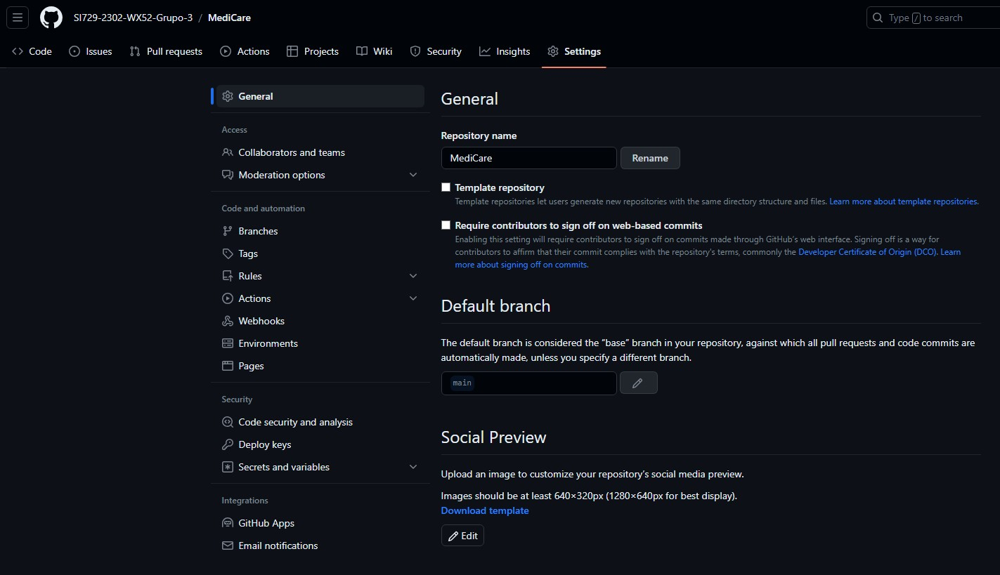 SI729-2302-WX52-Grupo-3 / MediCare
Type / to search
Code Issues Pull requests Actions Projects Wiki Security Insights Settings
General
Access
Collaborators and teams
Moderation options
Code and automation
Branches
Tags
Rules
Actions
Webhooks
Environments
Pages
Security
Code security and analysis
Deploy keys
Secrets and variables
Integrations
GitHub Apps
Email notifications
General
Repository name
MediCare Rename
Template repository
Template repositories let users generate new repositories with the same directory structure and files. Learn more about template repositories.
Require contributors to sign off on web-based commits
Enabling this setting will require contributors to sign off on commits made through GitHub's web interface. Signing off is a way for
contributors to affirm that their commit complies with the repository's terms, commonly the Developer Certificate of Origin (DCO). Learn
more about signing off on commits.
Default branch
The default branch is considered the “base” branch in your repository, against which all pull requests and code commits are
automatically made, unless you specify a different branch.
main
Social Preview
Upload an image to customize your repository's social media preview.
Images should be at least 640×320px (1280×640px for best display).
Download template
Edit